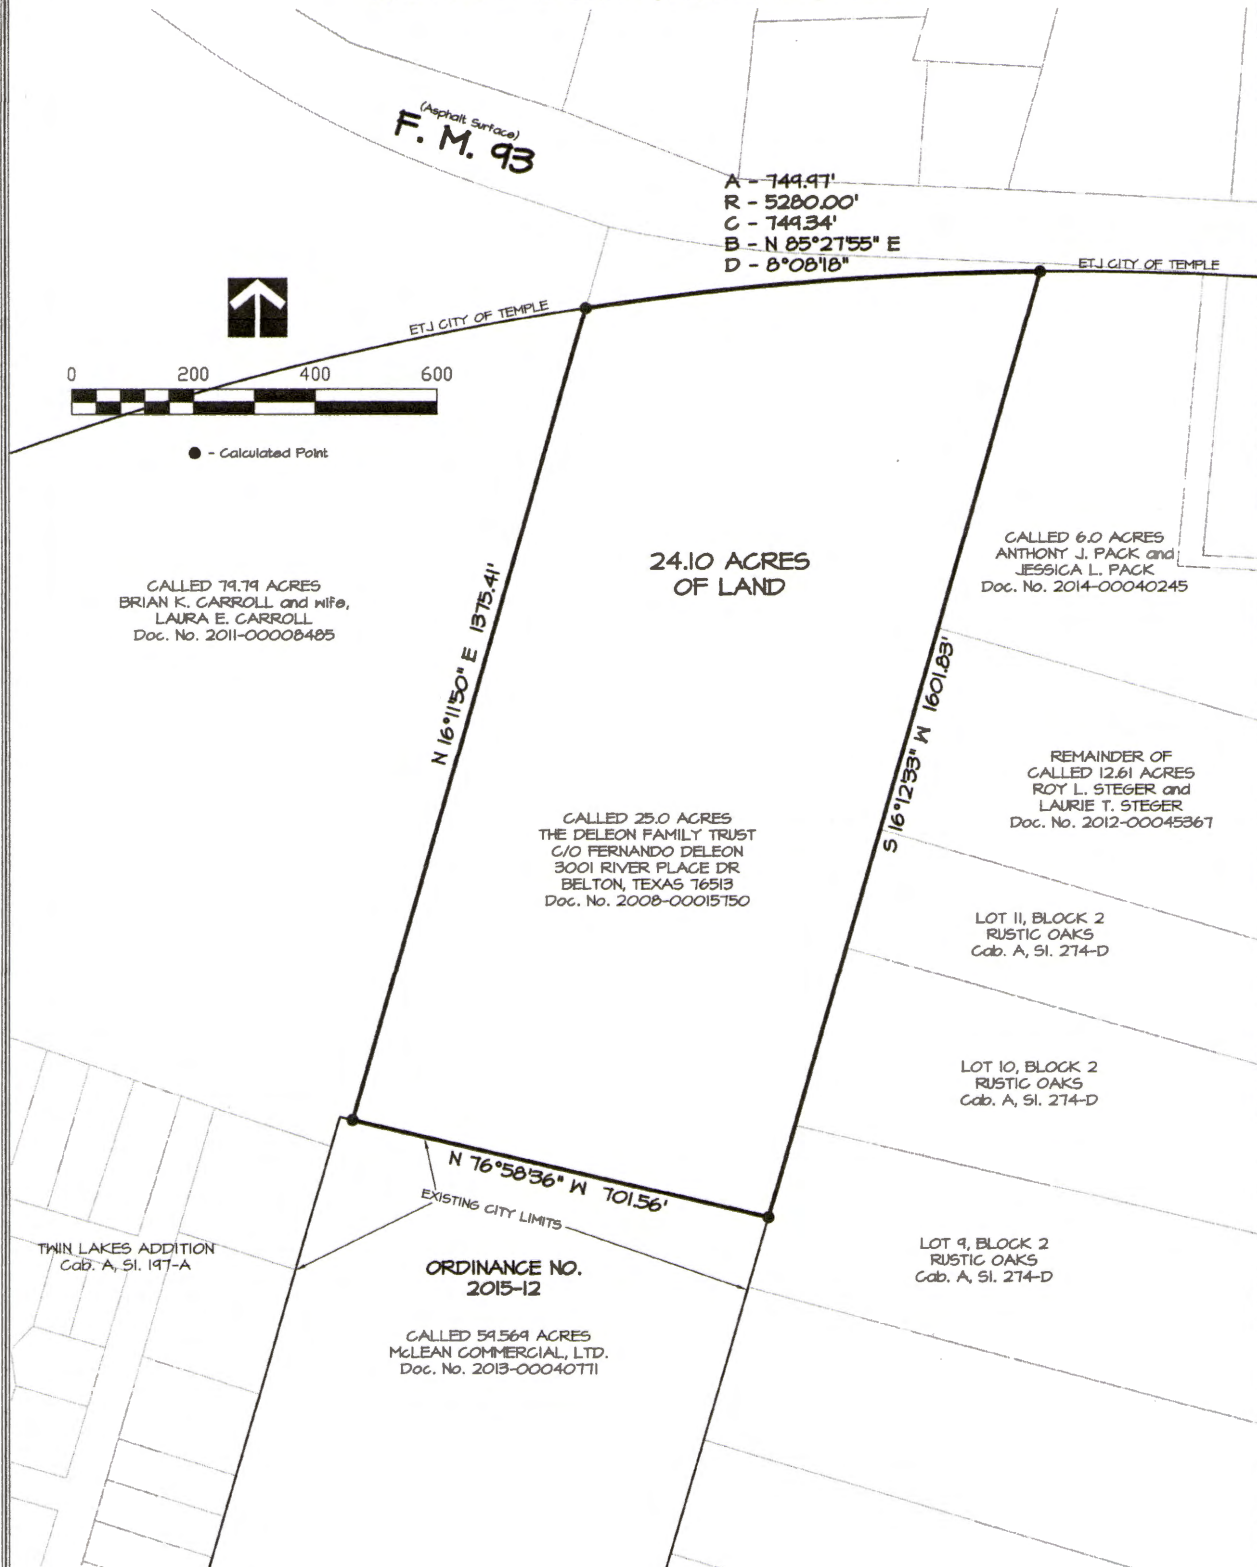 (Asphalt Surface)
F. M. 93
A - 749.97'
R - 5280.00'
C - 749.34'
B - N 85°27'55" E
D - 8°08'18"
ETJ CITY OF TEMPLE
ETJ CITY OF TEMPLE
0 200 400 600
- Calculated Point
CALLED 79.79 ACRES
BRIAN K. CARROLL and wife,
LAURA E. CARROLL
Doc. No. 2011-00008485
N 16°11'50" E 1375.41'
24.10 ACRES
OF LAND
CALLED 6.0 ACRES
ANTHONY J. PACK and
JESSICA L. PACK
Doc. No. 2014-00040245
S 16°12'33" W 1601.83'
REMAINDER OF
CALLED 12.61 ACRES
ROY L. STEGER and
LAURIE T. STEGER
Doc. No. 2012-00045367
CALLED 25.0 ACRES
THE DELEON FAMILY TRUST
C/O FERNANDO DELEON
3001 RIVER PLACE DR
BELTON, TEXAS 76513
Doc. No. 2008-00015750
LOT 11, BLOCK 2
RUSTIC OAKS
Cab. A, Sl. 274-D
LOT 10, BLOCK 2
RUSTIC OAKS
Cab. A, Sl. 274-D
N 76°58'36" W 701.56'
EXISTING CITY LIMITS
TWIN LAKES ADDITION
Cab. A, Sl. 197-A
ORDINANCE NO.
2015-12
LOT 9, BLOCK 2
RUSTIC OAKS
Cab. A, Sl. 274-D
CALLED 59.569 ACRES
McLEAN COMMERCIAL, LTD.
Doc. No. 2013-00040771